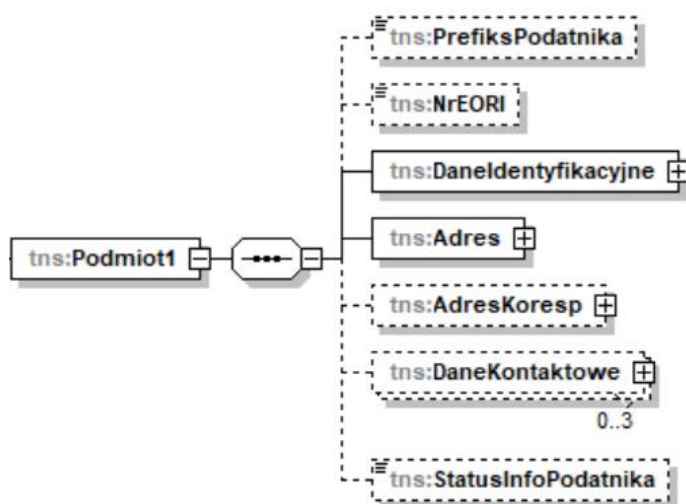 tns:PrefiksPodatnika
tns:NrEORI
tns:DaneIdentyfikacyjne
tns:Podmiot1
tns:Adres
tns:AdresKoresp
tns:DaneKontaktowe
0..3
tns:StatusInfoPodatnika